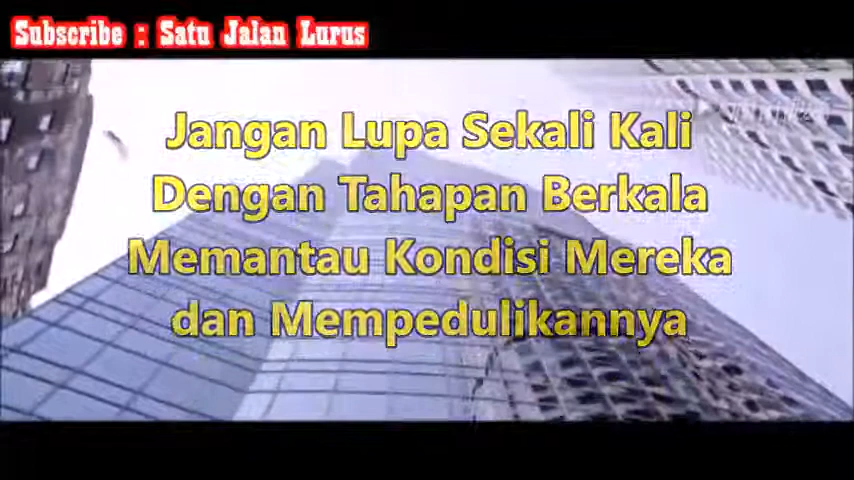 Subscribe : Satu Jalan Lurus
Jangan Lupa Sekali Kali
Dengan Tahapan Berkala
Memantau Kondisi Mereka
dan Mempedulikannya